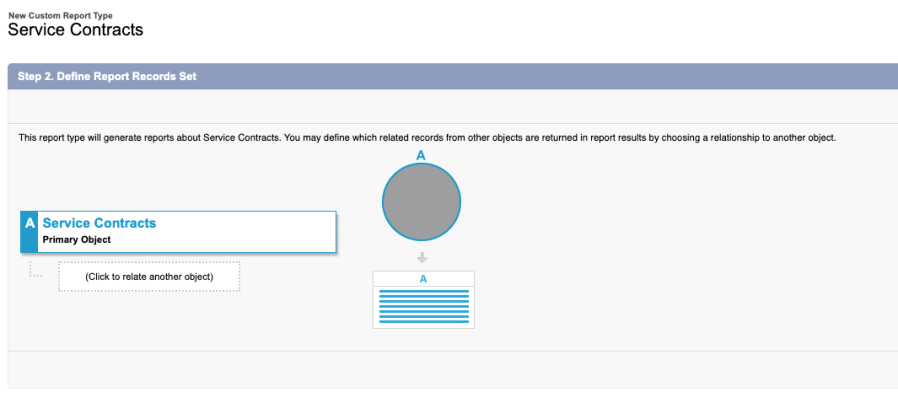 New Custom Report Type
Service Contracts
Step 2. Define Report Records Set
This report type will generate reports about Service Contracts. You may define which related records from other objects are returned in report results by choosing a relationship to another object.
A
A Service Contracts
Primary Object
(Click to relate another object)
A